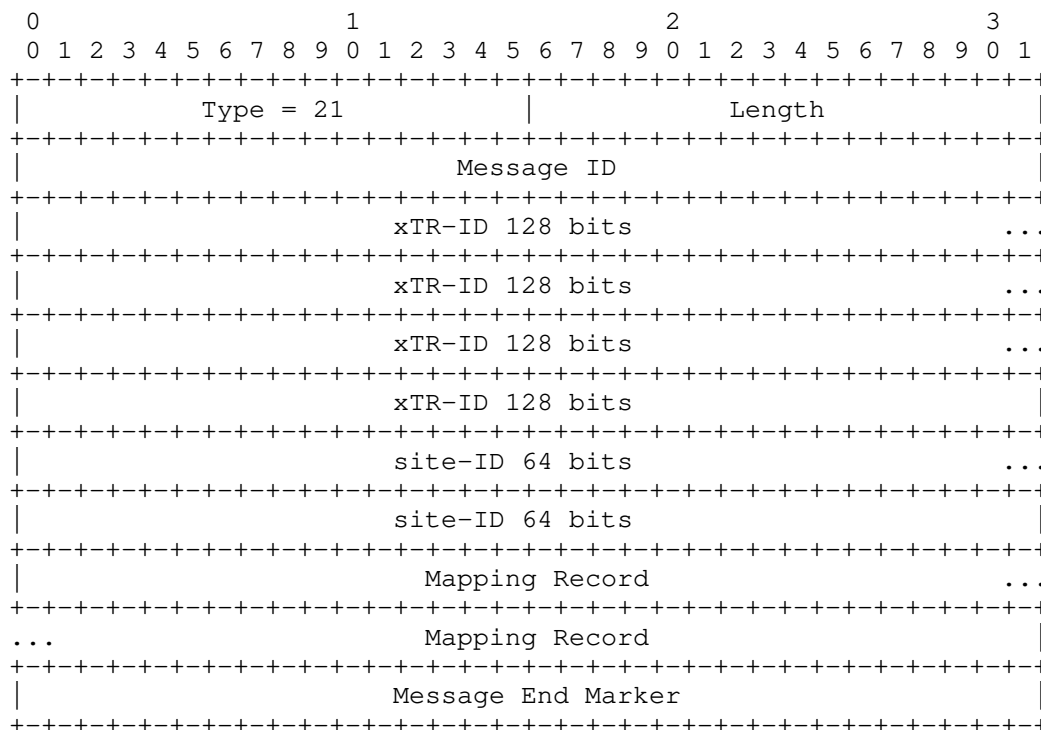 0                   1                   2                   3
 0 1 2 3 4 5 6 7 8 9 0 1 2 3 4 5 6 7 8 9 0 1 2 3 4 5 6 7 8 9 0 1
+-+-+-+-+-+-+-+-+-+-+-+-+-+-+-+-+-+-+-+-+-+-+-+-+-+-+-+-+-+-+-+-+
|           Type = 21           |            Length             |
+-+-+-+-+-+-+-+-+-+-+-+-+-+-+-+-+-+-+-+-+-+-+-+-+-+-+-+-+-+-+-+-+
|                           Message ID                          |
+-+-+-+-+-+-+-+-+-+-+-+-+-+-+-+-+-+-+-+-+-+-+-+-+-+-+-+-+-+-+-+-+
|                       xTR-ID 128 bits                       ...
+-+-+-+-+-+-+-+-+-+-+-+-+-+-+-+-+-+-+-+-+-+-+-+-+-+-+-+-+-+-+-+-+
|                       xTR-ID 128 bits                       ...
+-+-+-+-+-+-+-+-+-+-+-+-+-+-+-+-+-+-+-+-+-+-+-+-+-+-+-+-+-+-+-+-+
|                       xTR-ID 128 bits                       ...
+-+-+-+-+-+-+-+-+-+-+-+-+-+-+-+-+-+-+-+-+-+-+-+-+-+-+-+-+-+-+-+-+
|                       xTR-ID 128 bits                         |
+-+-+-+-+-+-+-+-+-+-+-+-+-+-+-+-+-+-+-+-+-+-+-+-+-+-+-+-+-+-+-+-+
|                       site-ID 64 bits                       ...
+-+-+-+-+-+-+-+-+-+-+-+-+-+-+-+-+-+-+-+-+-+-+-+-+-+-+-+-+-+-+-+-+
|                       site-ID 64 bits                         |
+-+-+-+-+-+-+-+-+-+-+-+-+-+-+-+-+-+-+-+-+-+-+-+-+-+-+-+-+-+-+-+-+
|                         Mapping Record                      ...
+-+-+-+-+-+-+-+-+-+-+-+-+-+-+-+-+-+-+-+-+-+-+-+-+-+-+-+-+-+-+-+-+
...                       Mapping Record                        |
+-+-+-+-+-+-+-+-+-+-+-+-+-+-+-+-+-+-+-+-+-+-+-+-+-+-+-+-+-+-+-+-+
|                       Message End Marker                      |
+-+-+-+-+-+-+-+-+-+-+-+-+-+-+-+-+-+-+-+-+-+-+-+-+-+-+-+-+-+-+-+-+